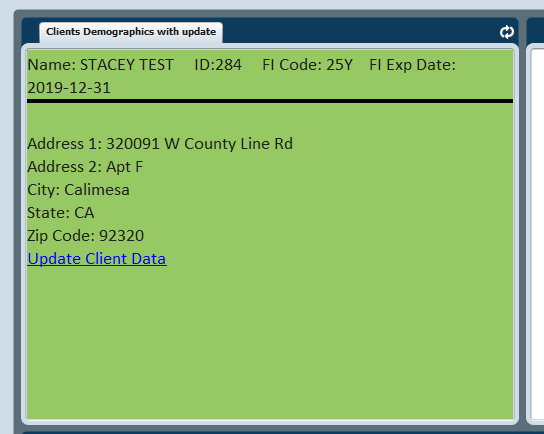 Clients Demographics with update
Name: STACEY TEST ID:284 FI Code: 25Y FI Exp Date:
2019-12-31
Address 1: 320091 W County Line Rd
Address 2: Apt F
City: Calimesa
State: CA
Zip Code: 92320
Update Client Data